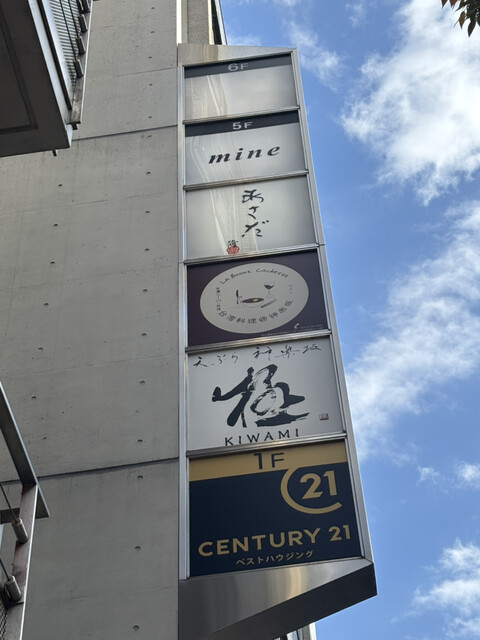 6F
5F
mine
あさだ
La Bonne Cachette
KIWAMI
天ぷら 神楽坂
極
1F
21
CENTURY 21
ベストハウジング